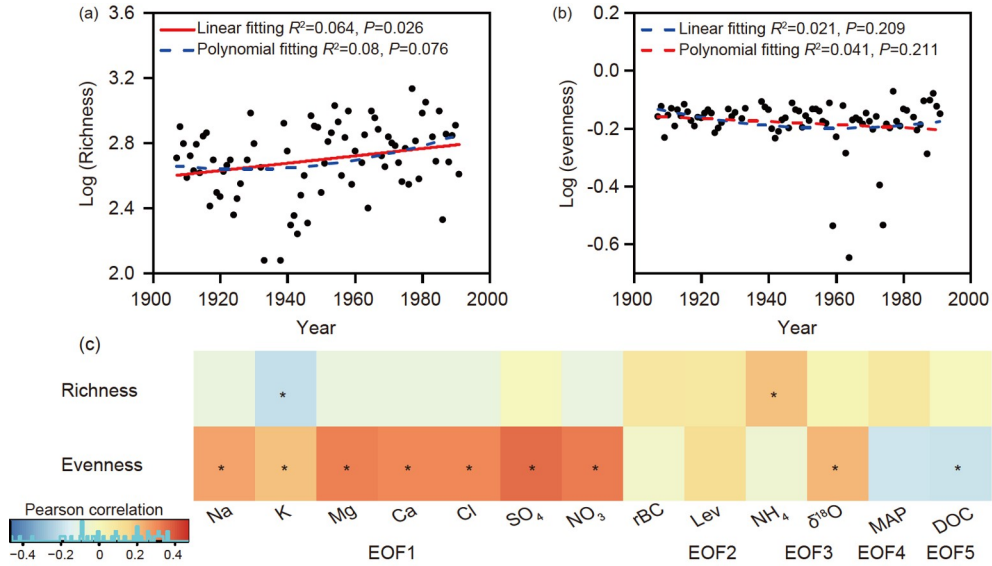 (a)
Linear fitting R²=0.064, P=0.026
Polynomial fitting R²=0.08, P=0.076
Log (Richness)
3.6
3.2
2.8
2.4
2.0
1900 1920 1940 1960 1980 2000
Year
(b)
Linear fitting R²=0.021, P=0.209
Polynomial fitting R²=0.041, P=0.211
Log (evenness)
0.2
0.0
-0.2
-0.4
-0.6
1900 1920 1940 1960 1980 2000
Year
(c)
Richness * *
Evenness * * * * * * * * *
Na K Mg Ca Cl SO₄ NO₃ rBC Lev NH₄ δ¹⁸O MAP DOC
EOF1 EOF2 EOF3 EOF4 EOF5
Pearson correlation
−0.4 −0.2 0 0.2 0.4